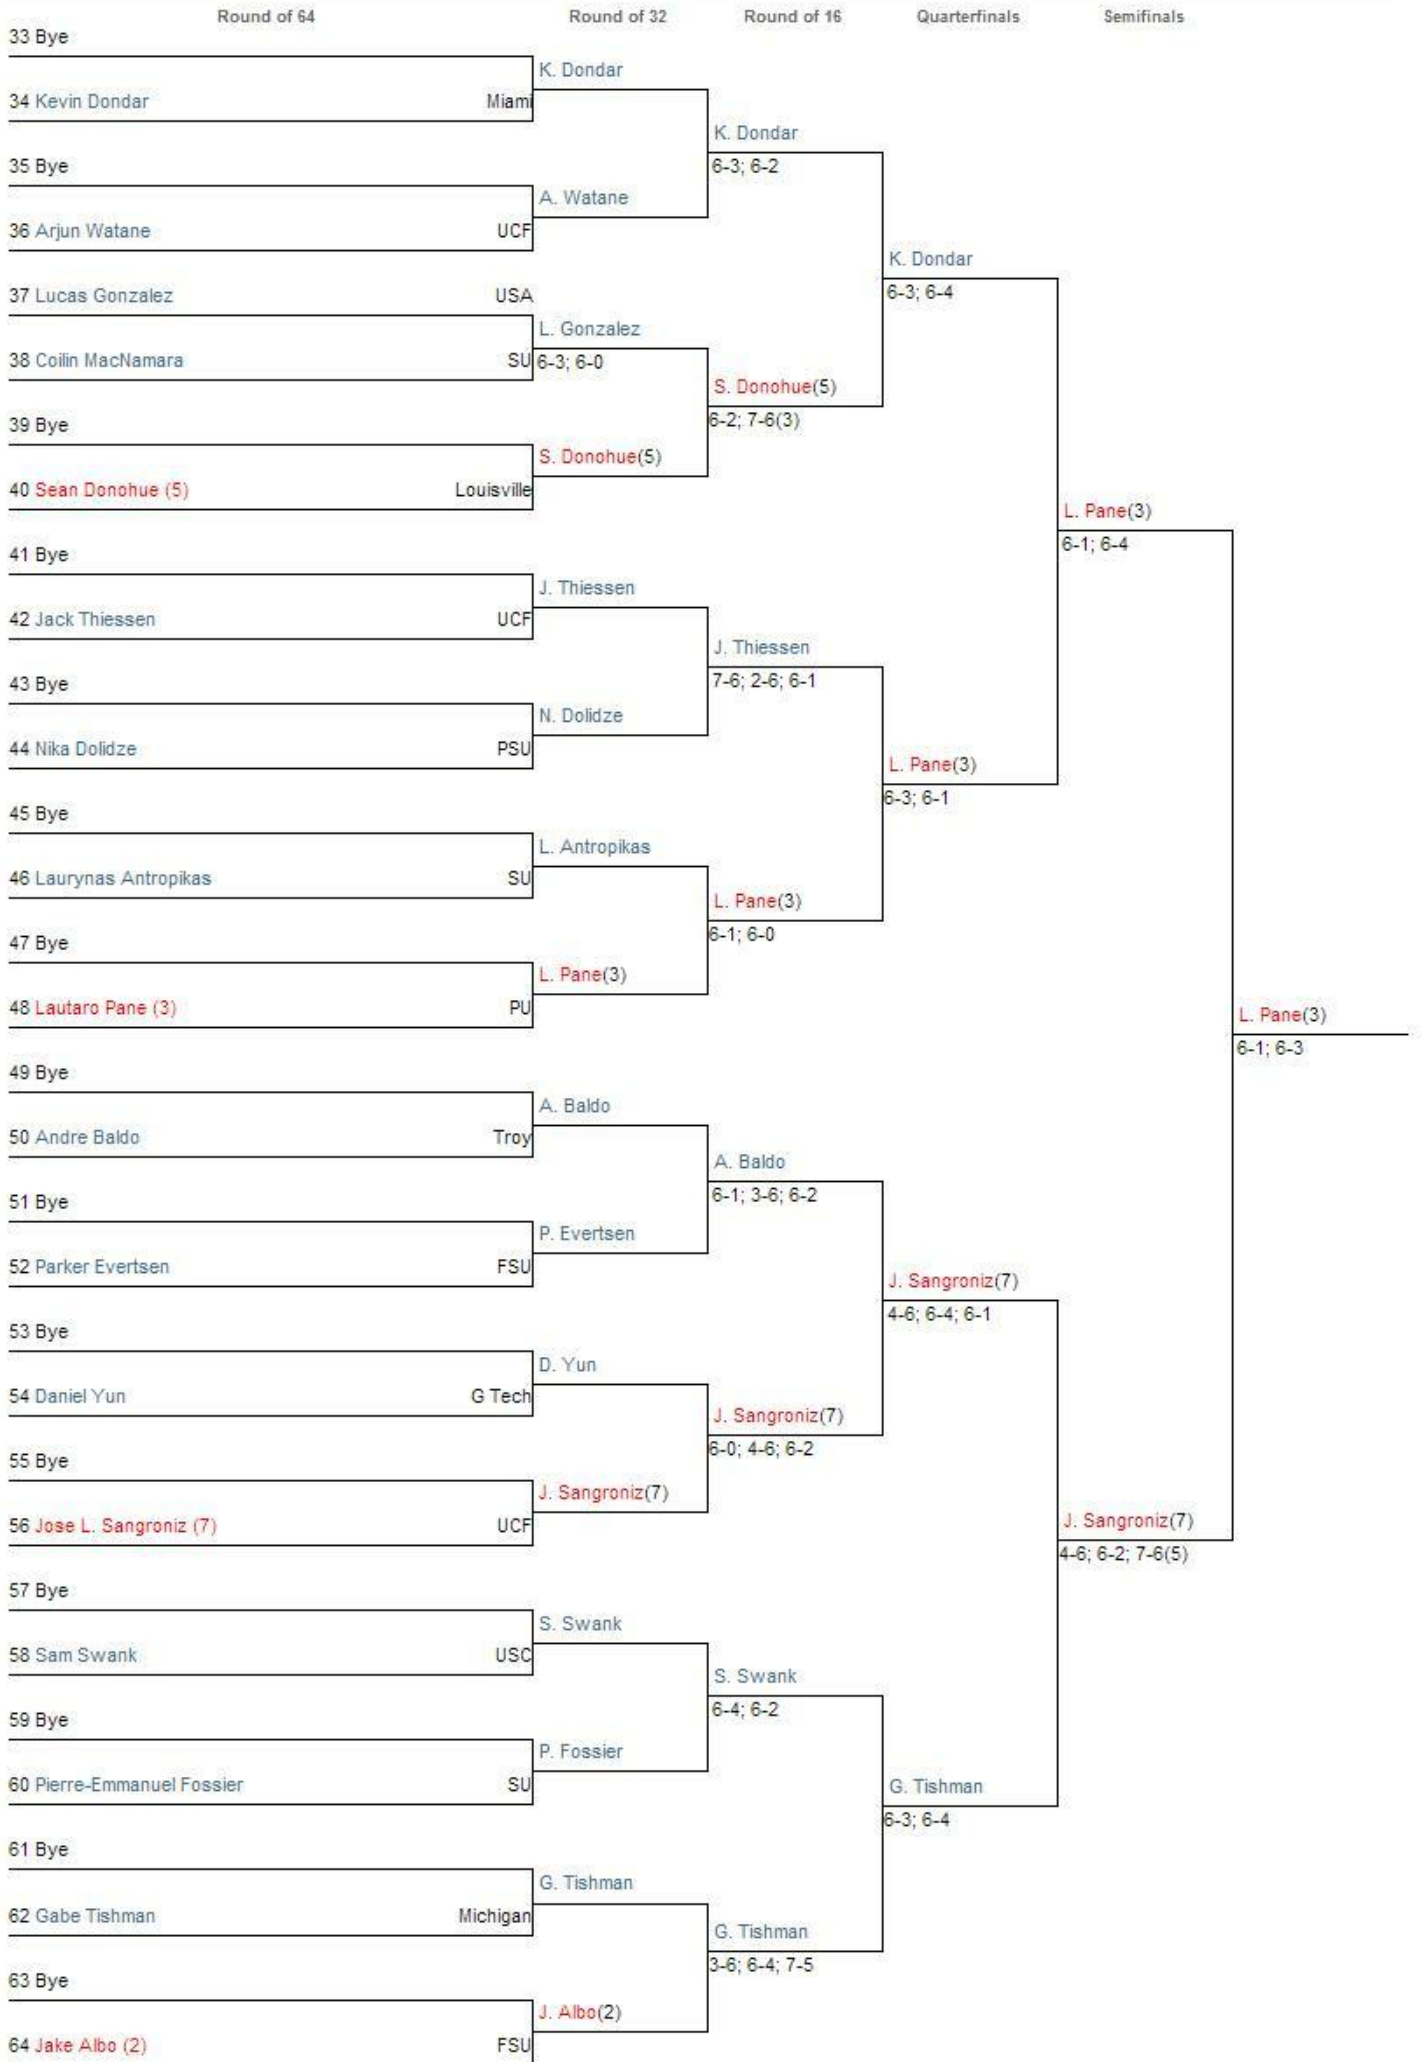 Round of 64 Round of 32 Round of 16 Quarterfinals Semifinals
33 Bye
K. Dondar
34 Kevin Dondar Miami
K. Dondar
35 Bye 6-3; 6-2
A. Watane
36 Arjun Watane UCF
K. Dondar
37 Lucas Gonzalez USA 6-3; 6-4
L. Gonzalez
38 Coilin MacNamara SU 6-3; 6-0
S. Donohue(5)
39 Bye 6-2; 7-6(3)
S. Donohue(5)
40 Sean Donohue (5) Louisville
L. Pane(3)
41 Bye 6-1; 6-4
J. Thiessen
42 Jack Thiessen UCF
J. Thiessen
43 Bye 7-6; 2-6; 6-1
N. Dolidze
44 Nika Dolidze PSU
L. Pane(3)
45 Bye 6-3; 6-1
L. Antropikas
46 Laurynas Antropikas SU
L. Pane(3)
47 Bye 6-1; 6-0
L. Pane(3)
48 Lautaro Pane (3) PU
L. Pane(3)
6-1; 6-3
49 Bye
A. Baldo
50 Andre Baldo Troy
A. Baldo
51 Bye 6-1; 3-6; 6-2
P. Evertsen
52 Parker Evertsen FSU
J. Sangroniz(7)
53 Bye 4-6; 6-4; 6-1
D. Yun
54 Daniel Yun G Tech
J. Sangroniz(7)
55 Bye 6-0; 4-6; 6-2
J. Sangroniz(7)
56 Jose L. Sangroniz (7) UCF
J. Sangroniz(7)
4-6; 6-2; 7-6(5)
57 Bye
S. Swank
58 Sam Swank USC
S. Swank
59 Bye 6-4; 6-2
P. Fossier
60 Pierre-Emmanuel Fossier SU
G. Tishman
6-3; 6-4
61 Bye
G. Tishman
62 Gabe Tishman Michigan
G. Tishman
63 Bye 3-6; 6-4; 7-5
J. Albo(2)
64 Jake Albo (2) FSU